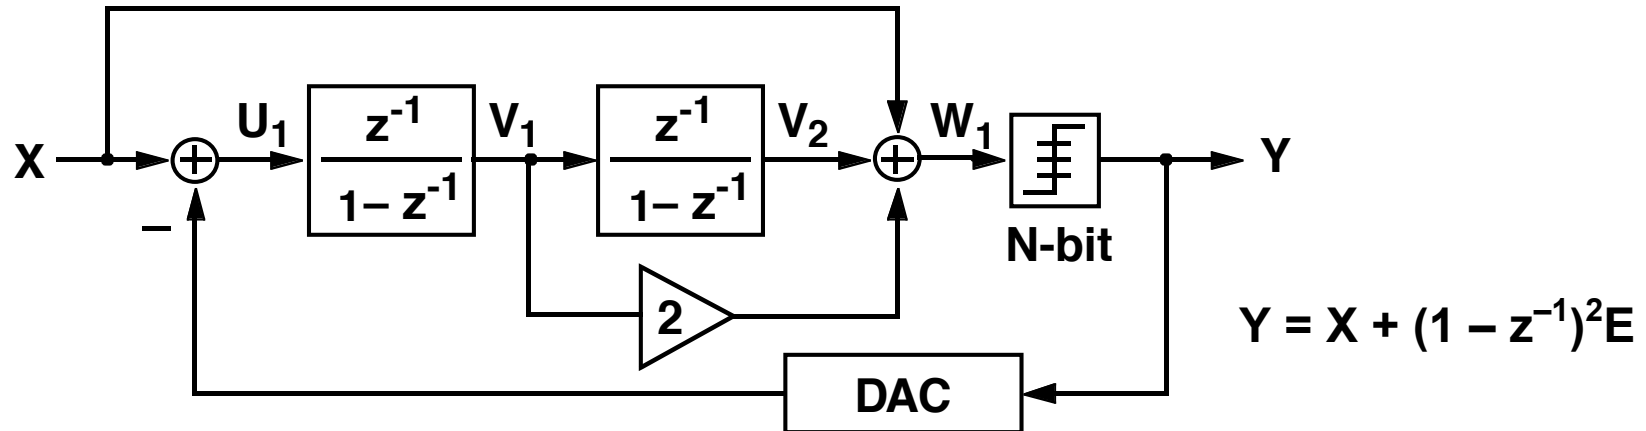 X
U₁
z⁻¹
1– z⁻¹
V₁
z⁻¹
1– z⁻¹
V₂
W₁
Y
–
N-bit
2
Y = X + (1 – z⁻¹)²E
DAC